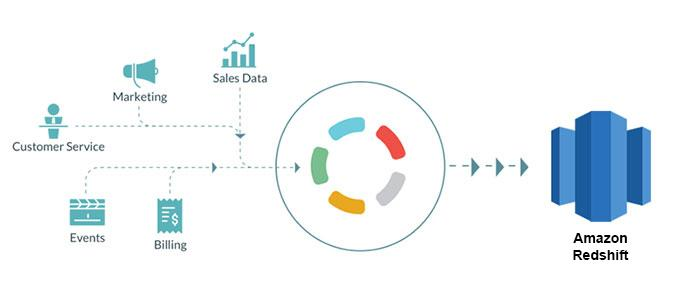 Sales Data
Marketing
Customer Service
Events
Billing
$
Amazon
Redshift